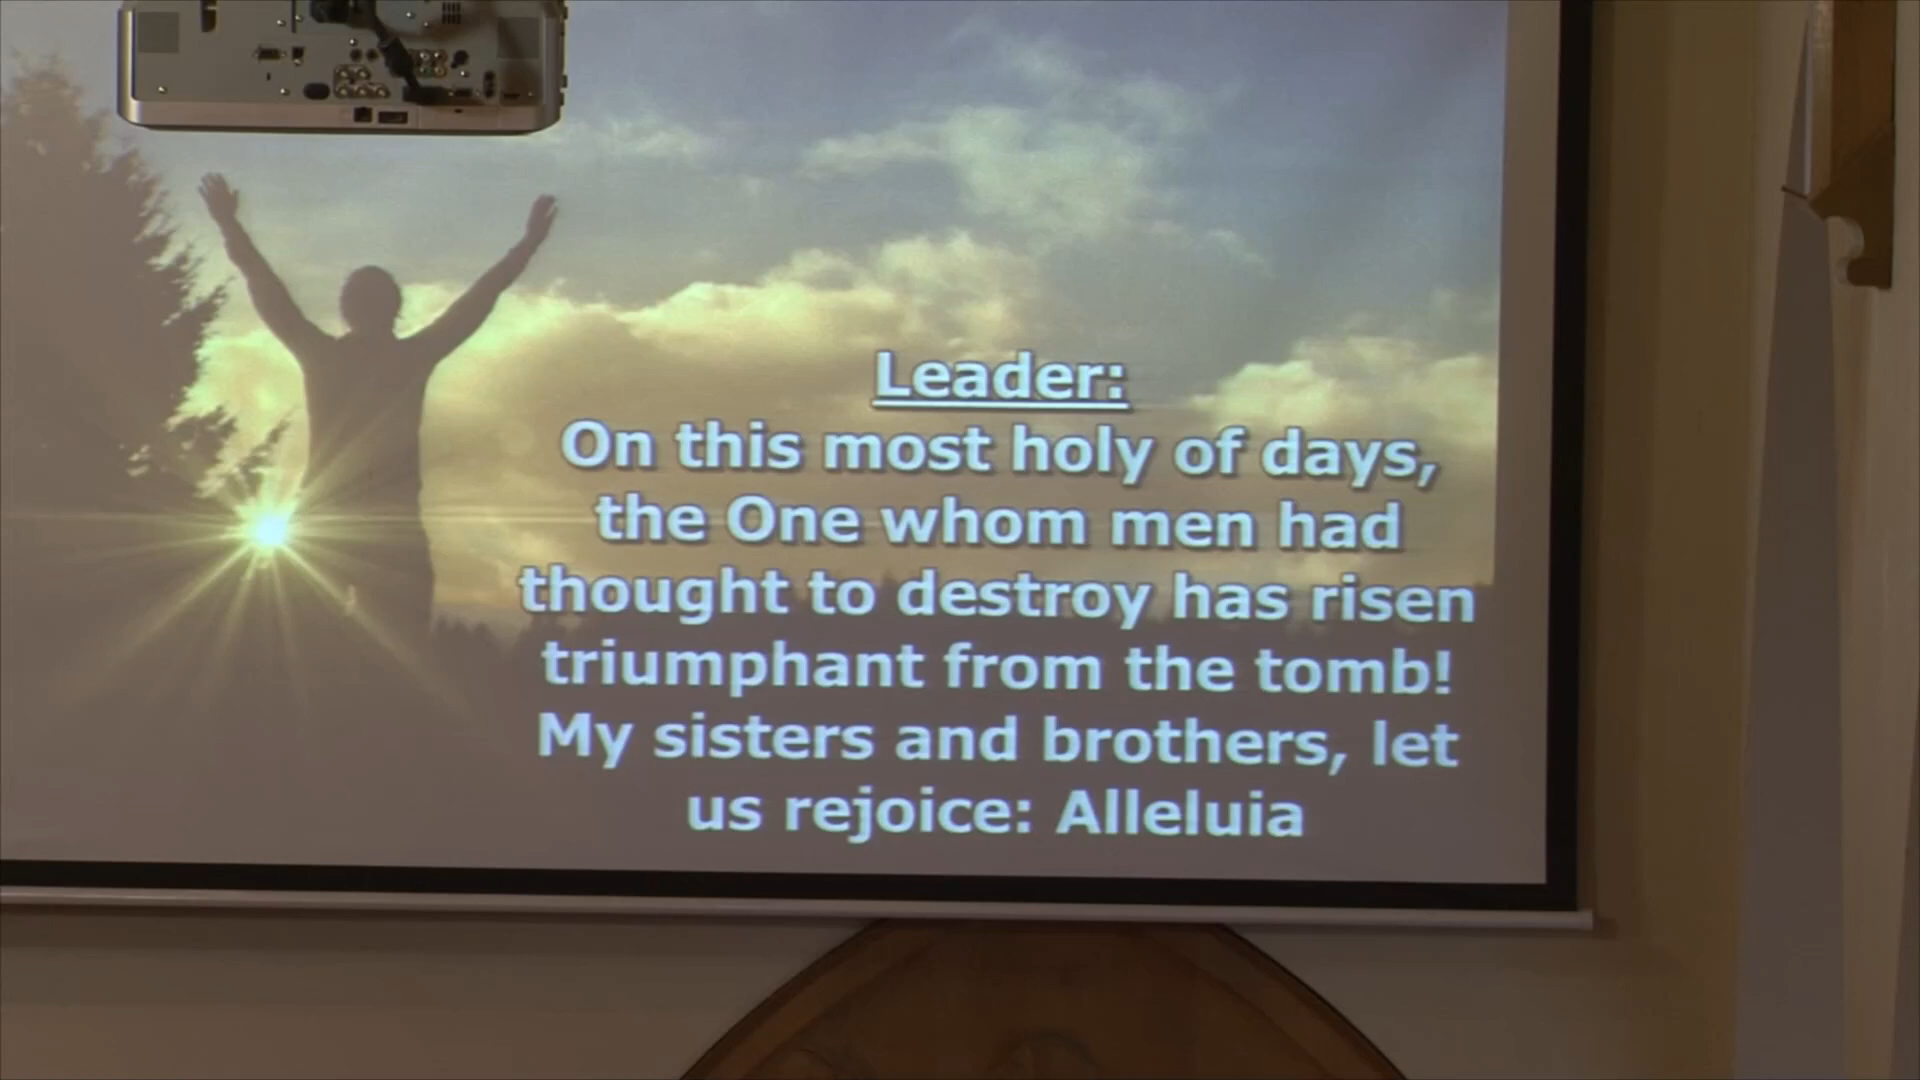 Leader:
On this most holy of days,
the One whom men had
thought to destroy has risen
triumphant from the tomb!
My sisters and brothers, let
us rejoice: Alleluia